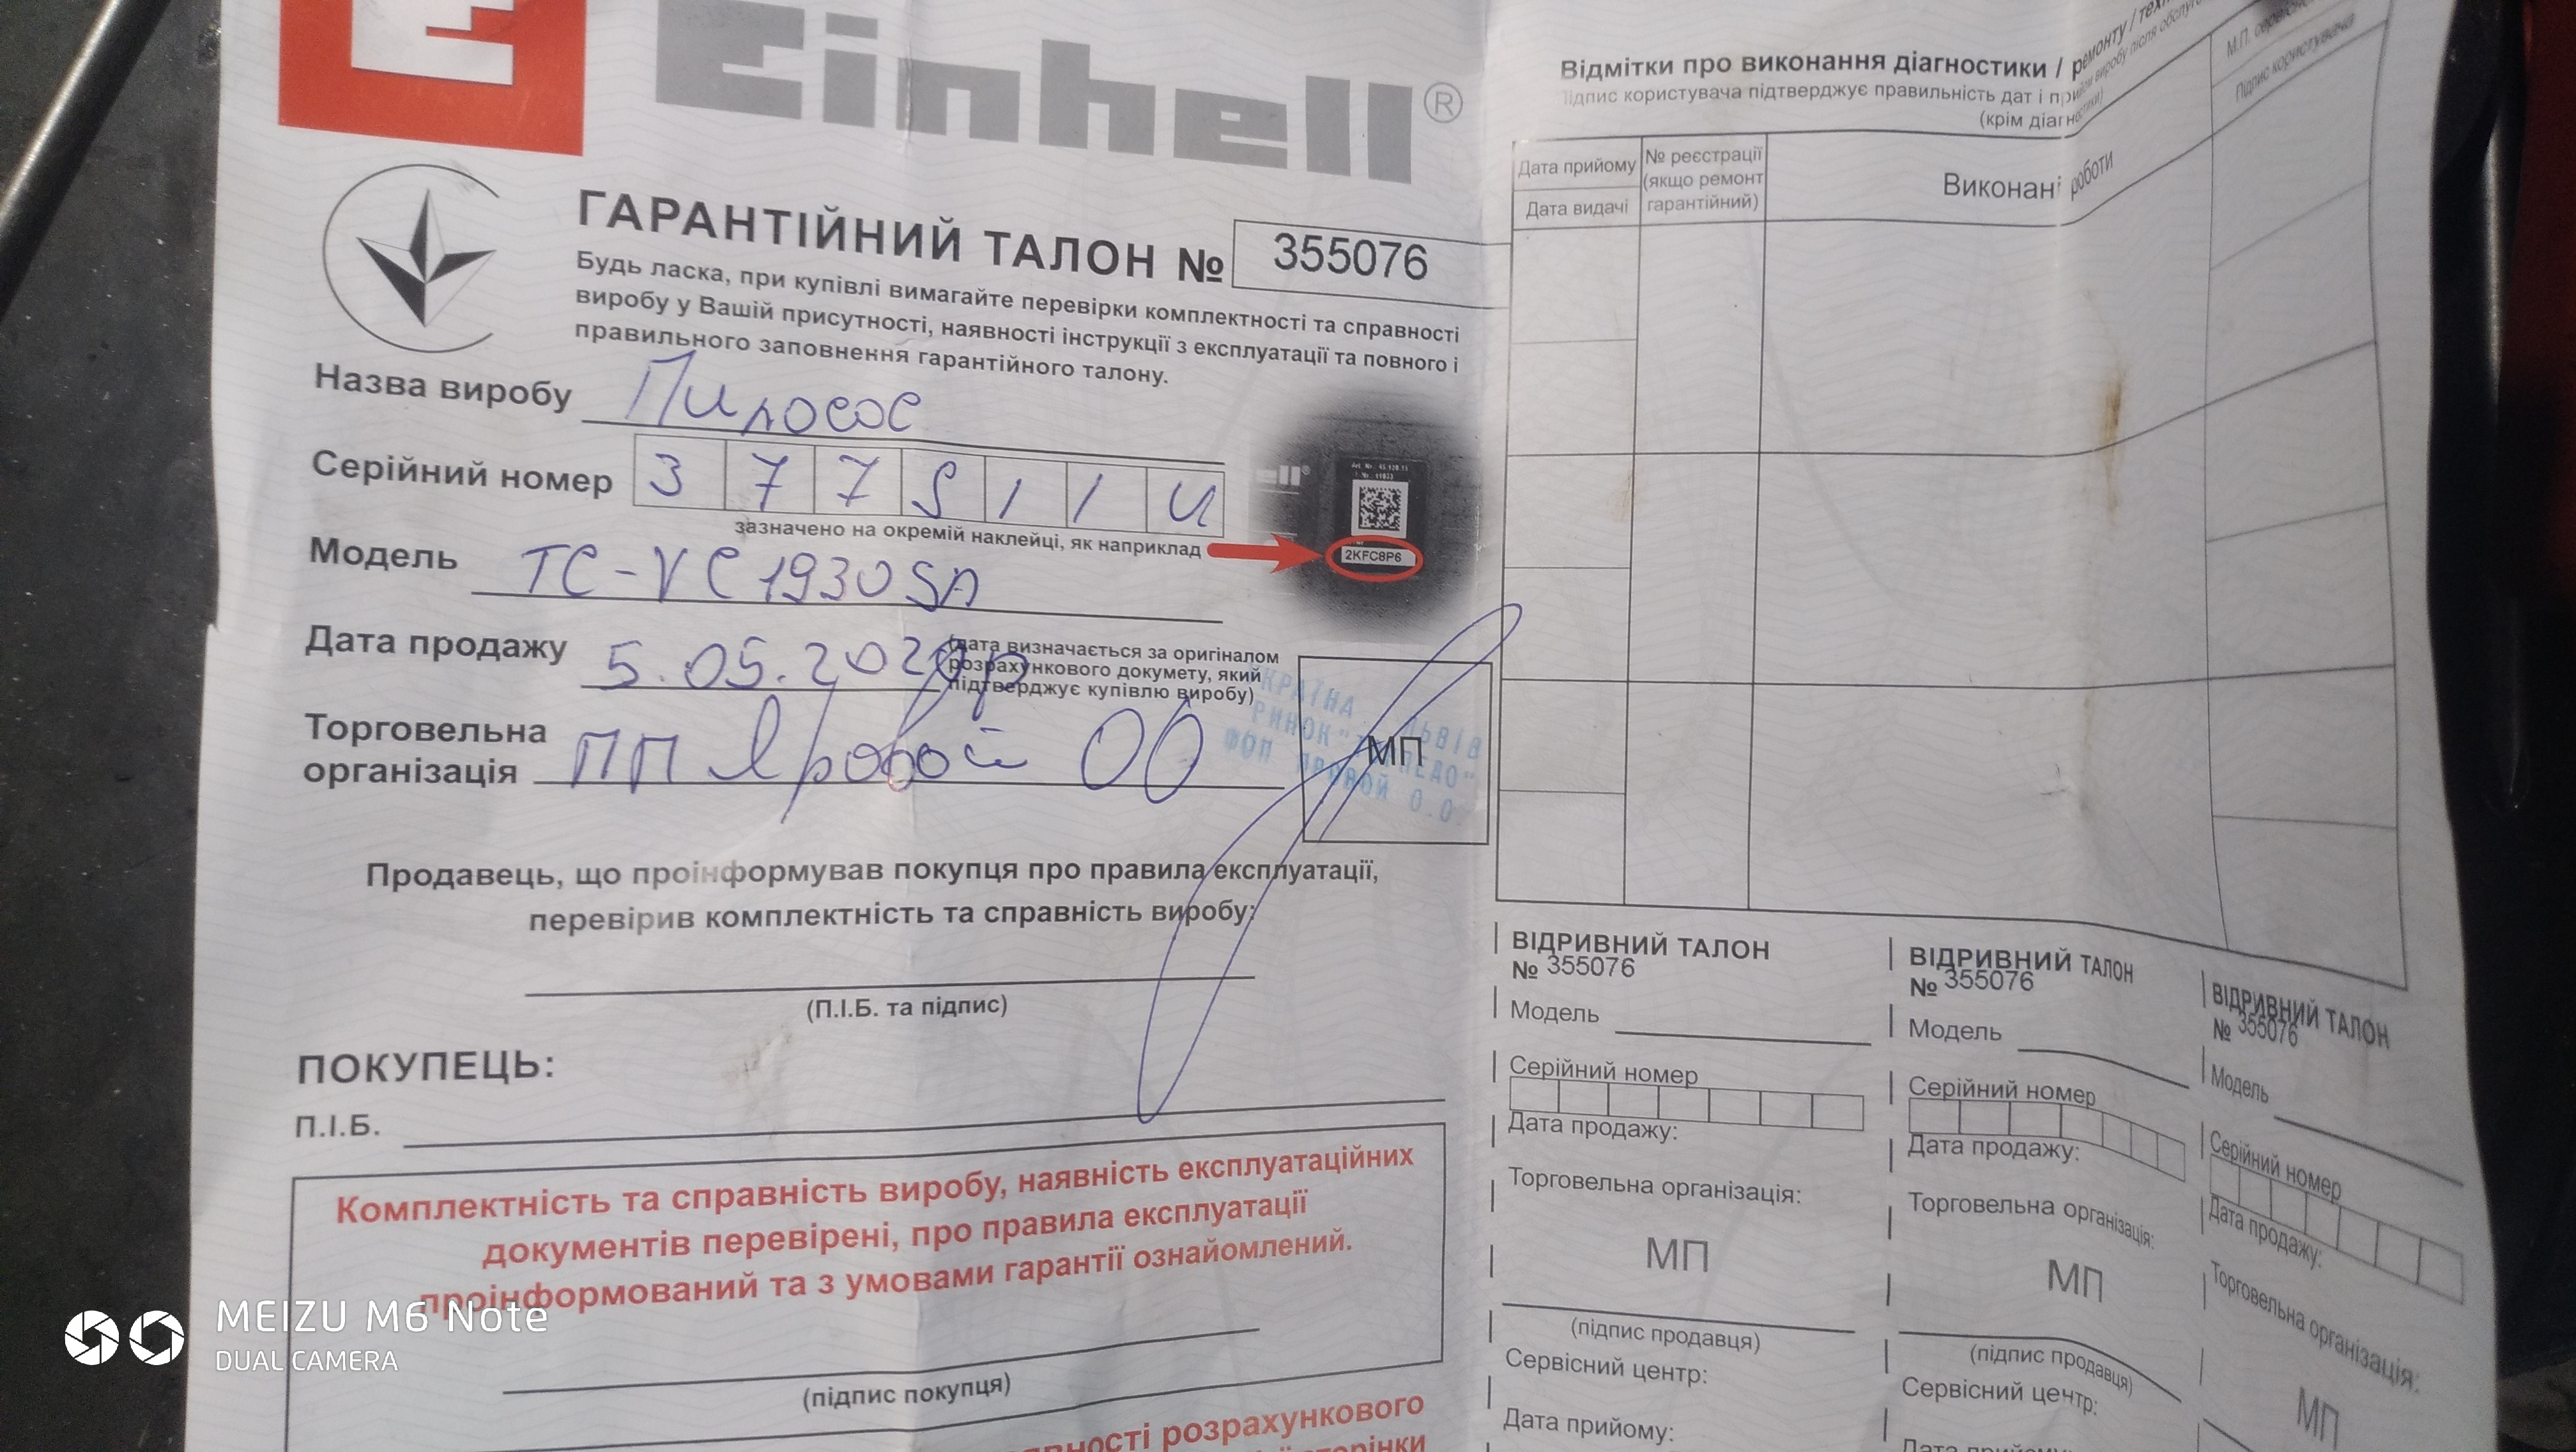 Einhell®
ГАРАНТІЙНИЙ ТАЛОН № 355076
Будь ласка, при купівлі вимагайте перевірки комплектності та справності
виробу у Вашій присутності, наявності інструкції з експлуатації та повного і
правильного заповнення гарантійного талону.
Назва виробу Пилосос
Серійний номер 3 7 7 S 1 1 U
зазначено на окремій наклейці, як наприклад
2KFC8P6
Модель TC-VC1930SA
Дата продажу 5.05.2020р
(дата визначається за оригіналом
розрахункового докумету, який
підтверджує купівлю виробу)
Торговельна
організація ПП Яровой ОО
МП
Продавець, що проінформував покупця про правила експлуатації,
перевірив комплектність та справність виробу:
(П.І.Б. та підпис)
ПОКУПЕЦЬ:
П.І.Б.
Комплектність та справність виробу, наявність експлуатаційних
документів перевірені, про правила експлуатації
проінформований та з умовами гарантії ознайомлений.
(підпис покупця)
розрахункового
Відмітки про виконання діагностики / ремонту /
підпис користувача підтверджує правильність дат і
Дата прийому
Дата видачі
№ реєстрації
(якщо ремонт
гарантійний)
Виконані роботи
Підпис користувача
ВІДРИВНИЙ ТАЛОН
№ 355076
Модель
Серійний номер
Дата продажу:
Торговельна організація:
МП
(підпис продавця)
Сервісний центр:
Дата прийому:
ВІДРИВНИЙ ТАЛОН
№ 355076
Модель
Серійний номер
Дата продажу:
Торговельна організація:
МП
(підпис продавця)
Сервісний центр:
ВІДРИВНИЙ ТАЛОН
№ 355076
Модель
Серійний номер
Дата продажу:
Торговельна організація:
МП
MEIZU M6 Note
DUAL CAMERA